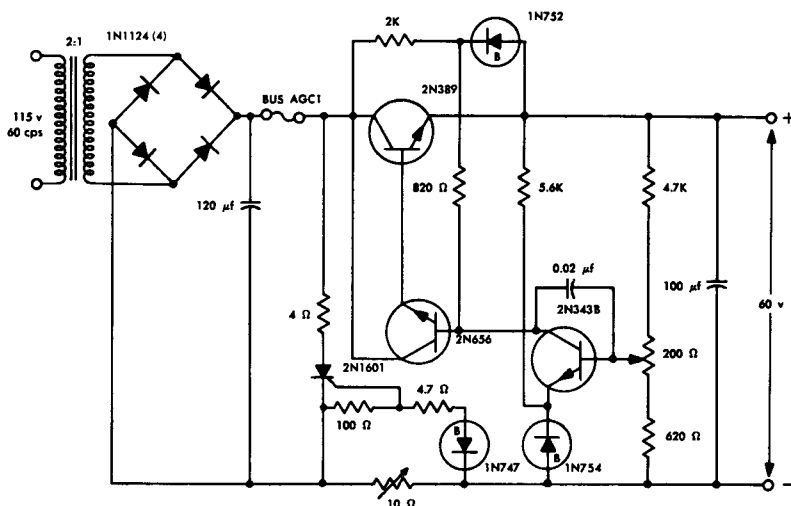 2:1
1N1124 (4)
2K
1N752
B
115 v
60 cps
BUS AGC1
2N389
+
120 μf
820 Ω
5.6K
4.7K
0.02 μf
100 μf
60 v
4 Ω
2N343B
2N656
200 Ω
2N1601
4.7 Ω
100 Ω
B
1N747
B
1N754
620 Ω
10 Ω
−